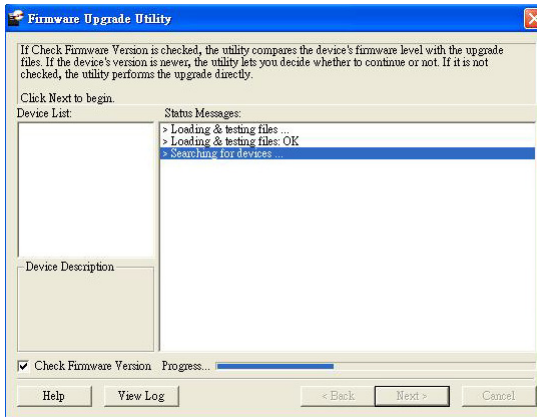 Firmware Upgrade Utility
If Check Firmware Version is checked, the utility compares the device's firmware level with the upgrade
files. If the device's version is newer, the utility lets you decide whether to continue or not. If it is not
checked, the utility performs the upgrade directly.
Click Next to begin.
Device List:
Status Messages:
> Loading & testing files ...
> Loading & testing files: OK
> Searching for devices ...
Device Description
Check Firmware Version Progress...
Help View Log < Back Next > Cancel